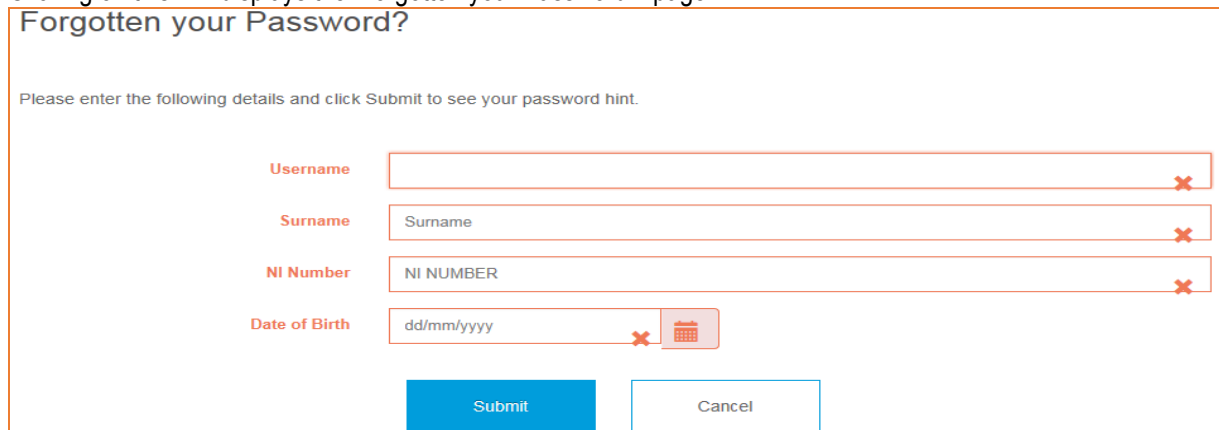 Forgotten your Password?
Please enter the following details and click Submit to see your password hint.
Username
Surname Surname
NI Number NI NUMBER
Date of Birth dd/mm/yyyy
Submit Cancel